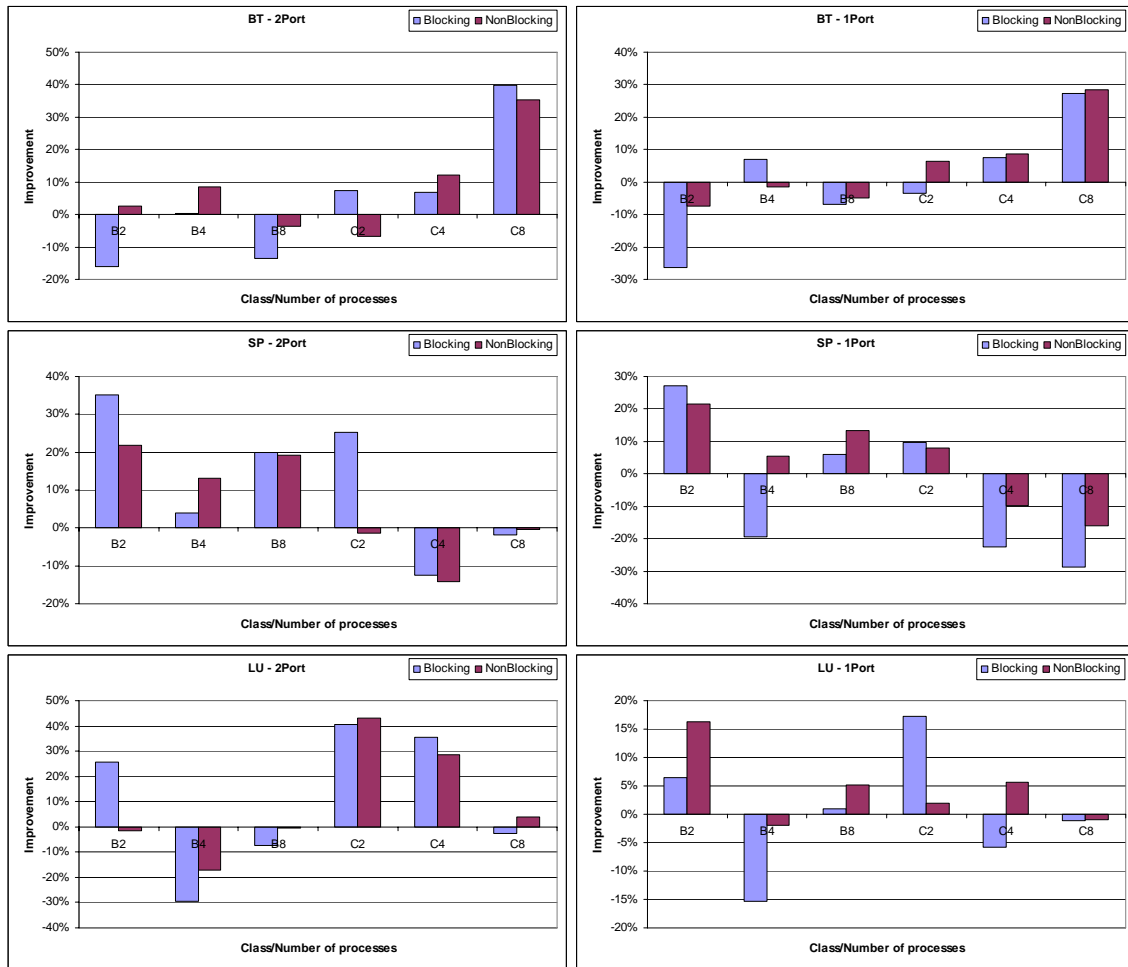 BT - 2Port
Blocking NonBlocking
50%
40%
30%
20%
10%
0%
-10%
-20%
Improvement
B2 B4 B8 C2 C4 C8
Class/Number of processes
BT - 1Port
Blocking NonBlocking
40%
30%
20%
10%
0%
-10%
-20%
-30%
Improvement
B2 B4 B8 C2 C4 C8
Class/Number of processes
SP - 2Port
Blocking NonBlocking
40%
30%
20%
10%
0%
-10%
-20%
Improvement
B2 B4 B8 C2 C4 C8
Class/Number of processes
SP - 1Port
Blocking NonBlocking
30%
20%
10%
0%
-10%
-20%
-30%
-40%
Improvement
B2 B4 B8 C2 C4 C8
Class/Number of processes
LU - 2Port
Blocking NonBlocking
50%
40%
30%
20%
10%
0%
-10%
-20%
-30%
-40%
Improvement
B2 B4 B8 C2 C4 C8
Class/Number of processes
LU - 1Port
Blocking NonBlocking
20%
15%
10%
5%
0%
-5%
-10%
-15%
-20%
Improvement
B2 B4 B8 C2 C4 C8
Class/Number of processes